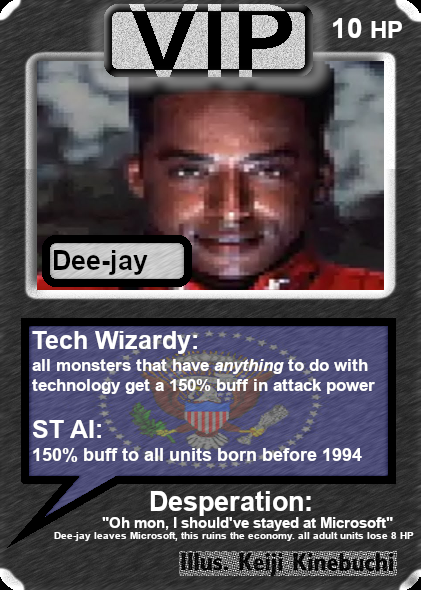 VIP
10 HP
Dee-jay
Tech Wizardy:
all monsters that have anything to do with
technology get a 150% buff in attack power
ST AI:
150% buff to all units born before 1994
Desperation:
"Oh mon, I should've stayed at Microsoft"
Dee-jay leaves Microsoft, this ruins the economy. all adult units lose 8 HP
Illus. Keiji Kinebuchi